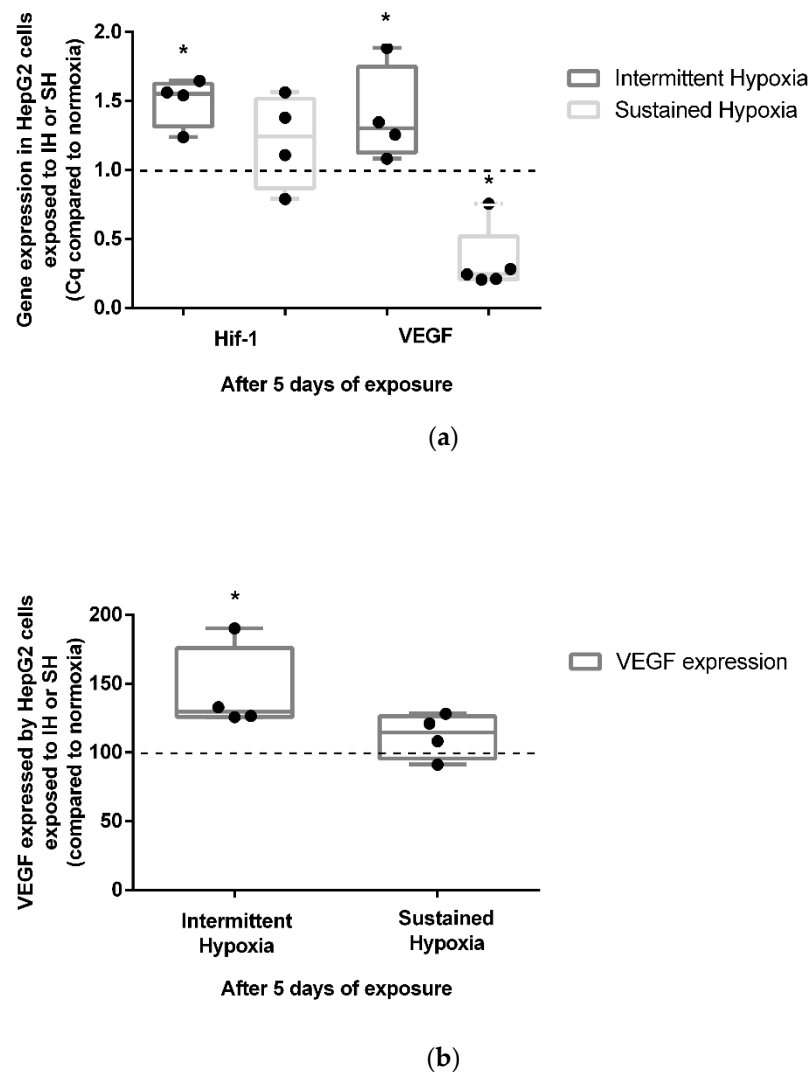 Gene expression in HepG2 cells
exposed to IH or SH
(Cq compared to normoxia)
*
*
*
2.0
1.5
1.0
0.5
0.0
Hif-1
VEGF
After 5 days of exposure
Intermittent Hypoxia
Sustained Hypoxia
(a)
VEGF expressed by HepG2 cells
exposed to IH or SH
(compared to normoxia)
*
200
150
100
50
0
Intermittent
Hypoxia
Sustained
Hypoxia
After 5 days of exposure
VEGF expression
(b)